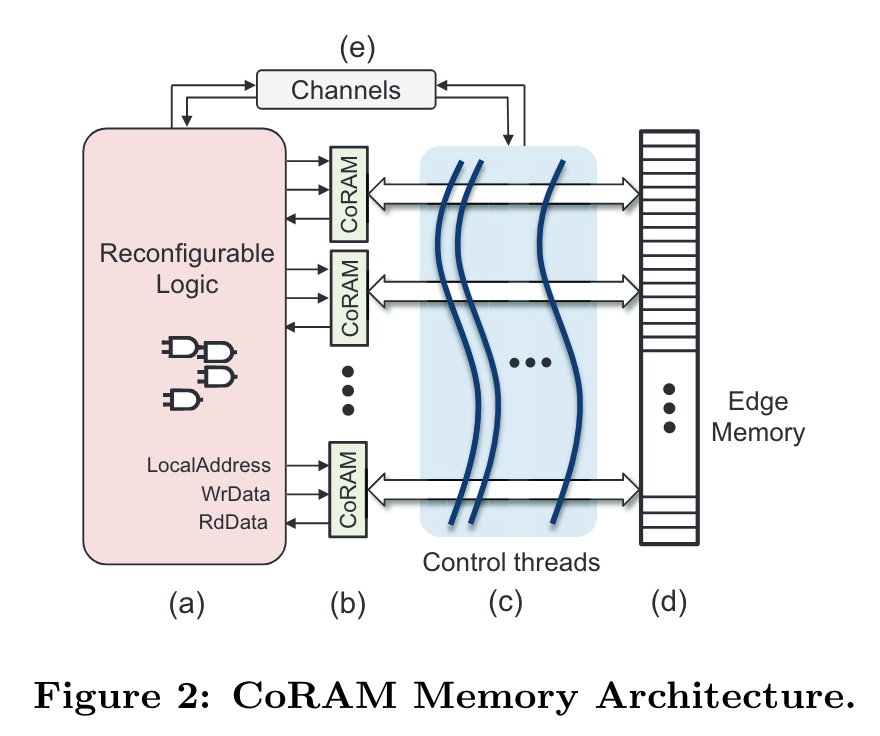 (e)
Channels
Reconfigurable
Logic
LocalAddress
WrData
RdData
CoRAM
CoRAM
CoRAM
Control threads
Edge
Memory
(a)
(b)
(c)
(d)
Figure 2: CoRAM Memory Architecture.